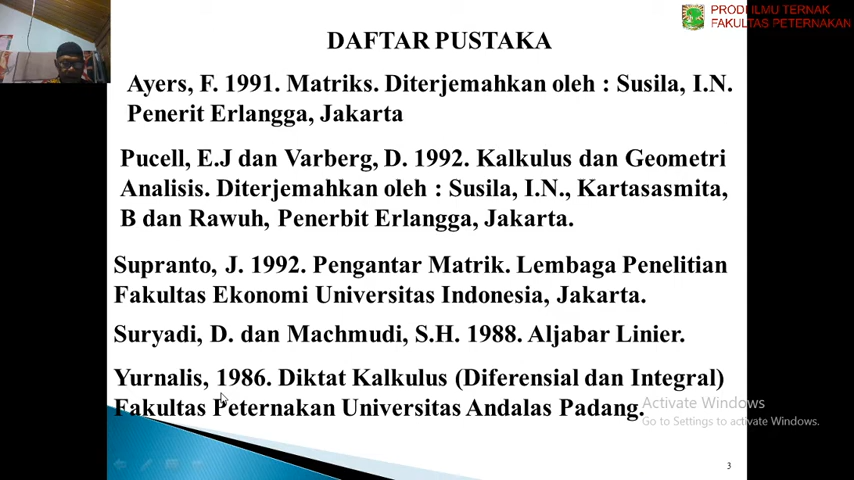 PRODI ILMU TERNAK
FAKULTAS PETERNAKAN
DAFTAR PUSTAKA
Ayers, F. 1991. Matriks. Diterjemahkan oleh : Susila, I.N.
Penerit Erlangga, Jakarta
Pucell, E.J dan Varberg, D. 1992. Kalkulus dan Geometri
Analisis. Diterjemahkan oleh : Susila, I.N., Kartasasmita,
B dan Rawuh, Penerbit Erlangga, Jakarta.
Supranto, J. 1992. Pengantar Matrik. Lembaga Penelitian
Fakultas Ekonomi Universitas Indonesia, Jakarta.
Suryadi, D. dan Machmudi, S.H. 1988. Aljabar Linier.
Yurnalis, 1986. Diktat Kalkulus (Diferensial dan Integral)
Fakultas Peternakan Universitas Andalas Padang.
Activate Windows
Go to Settings to activate Windows.
3